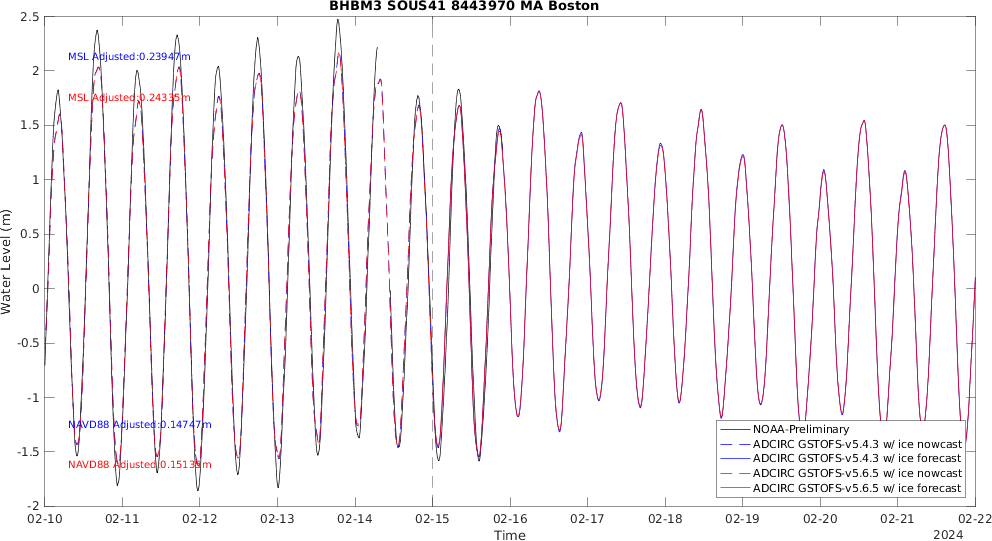 BHBM3 SOUS41 8443970 MA Boston
2.5
2
1.5
1
0.5
0
-0.5
-1
-1.5
-2
Water Level (m)
MSL Adjusted:0.23947m
MSL Adjusted:0.24335m
NAVD88 Adjusted:0.14747m
NAVD88 Adjusted:0.15135m
NOAA-Preliminary
ADCIRC GSTOFS-v5.4.3 w/ ice nowcast
ADCIRC GSTOFS-v5.4.3 w/ ice forecast
ADCIRC GSTOFS-v5.6.5 w/ ice nowcast
ADCIRC GSTOFS-v5.6.5 w/ ice forecast
02-10 02-11 02-12 02-13 02-14 02-15 02-16 02-17 02-18 02-19 02-20 02-21 02-22
Time
2024